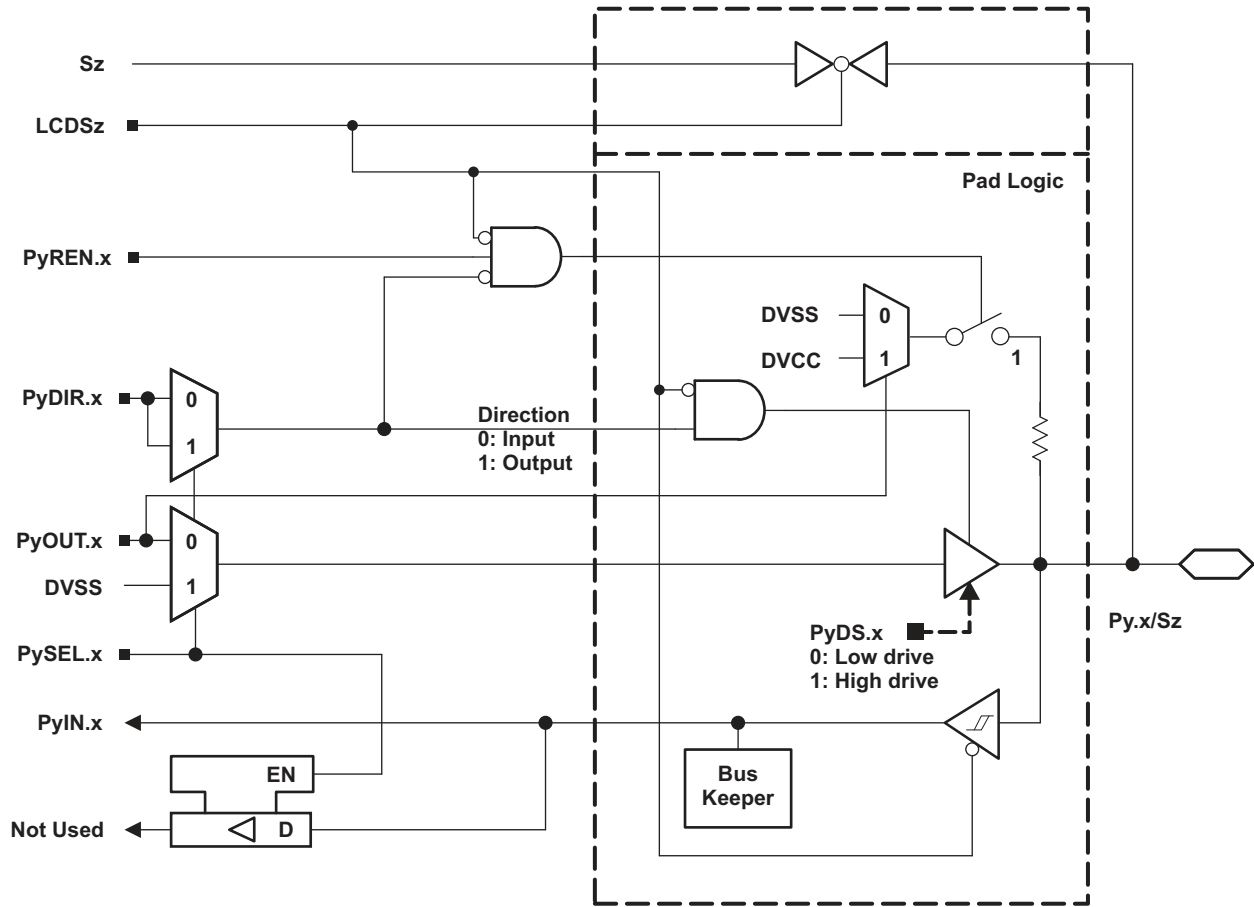 Sz
LCDSz
Pad Logic
PyREN.x
DVSS
0
DVCC
1
1
PyDIR.x
0
1
Direction
0: Input
1: Output
PyOUT.x
0
DVSS
1
PyDS.x
0: Low drive
1: High drive
Py.x/Sz
PySEL.x
PyIN.x
EN
Bus
Keeper
Not Used
D